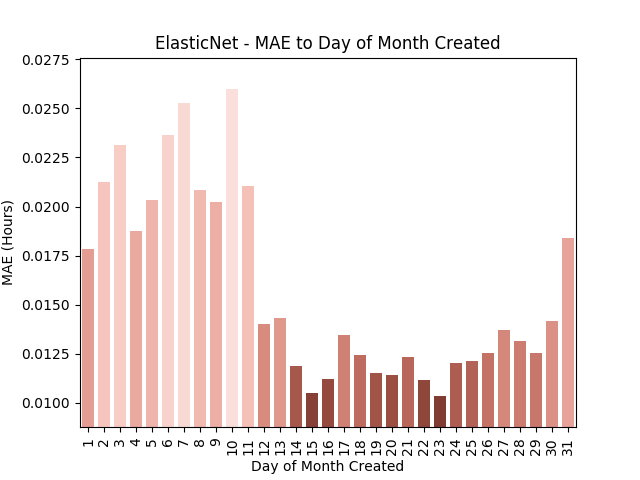 ElasticNet - MAE to Day of Month Created
MAE (Hours)
0.0275
0.0250
0.0225
0.0200
0.0175
0.0150
0.0125
0.0100
1 2 3 4 5 6 7 8 9 10 11 12 13 14 15 16 17 18 19 20 21 22 23 24 25 26 27 28 29 30 31
Day of Month Created